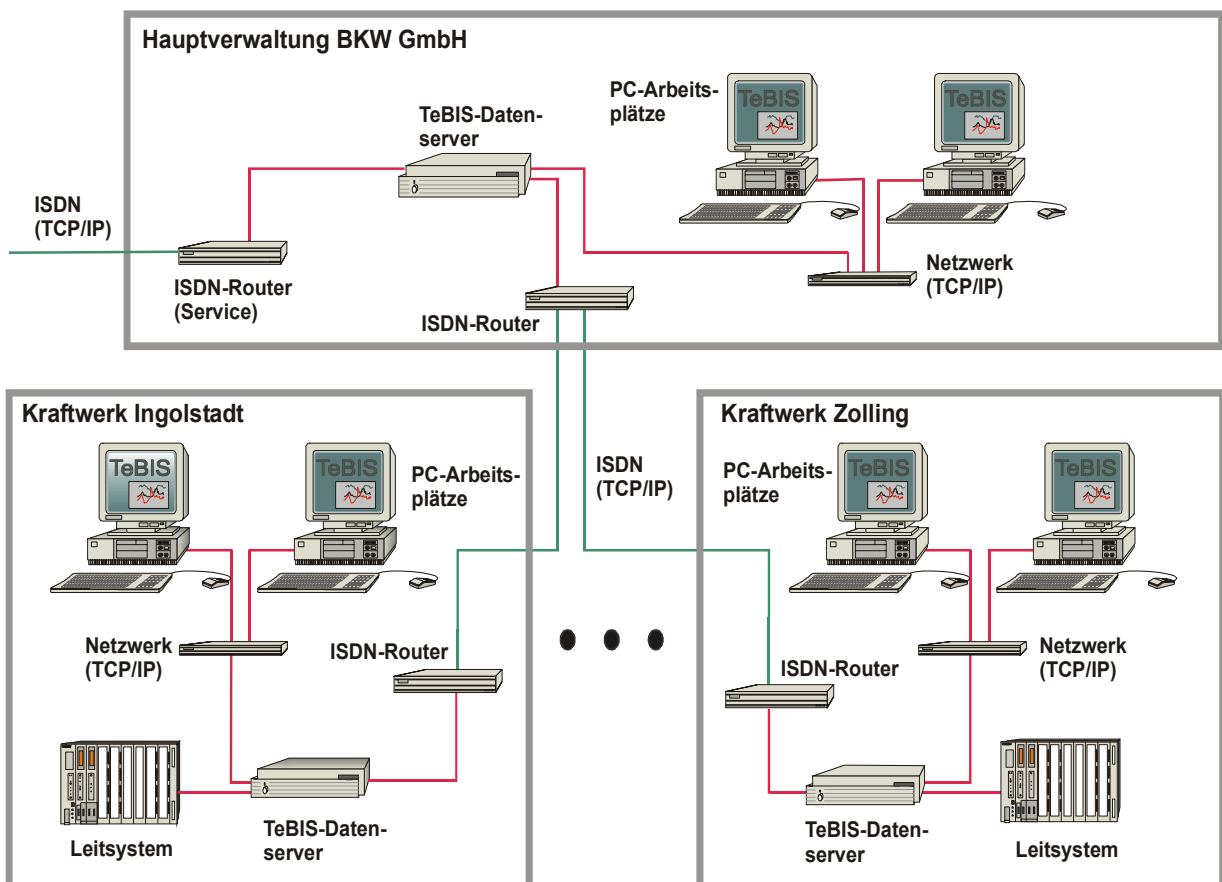 Hauptverwaltung BKW GmbH
PC-Arbeits-
plätze
TeBIS
TeBIS
TeBIS-Daten-
server
ISDN
(TCP/IP)
ISDN-Router
(Service)
ISDN-Router
Netzwerk
(TCP/IP)
Kraftwerk Ingolstadt
TeBIS
TeBIS
PC-Arbeits-
plätze
Netzwerk
(TCP/IP)
ISDN-Router
Leitsystem
TeBIS-Daten-
server
ISDN
(TCP/IP)
Kraftwerk Zolling
PC-Arbeits-
plätze
TeBIS
TeBIS
ISDN-Router
Netzwerk
(TCP/IP)
TeBIS-Daten-
server
Leitsystem